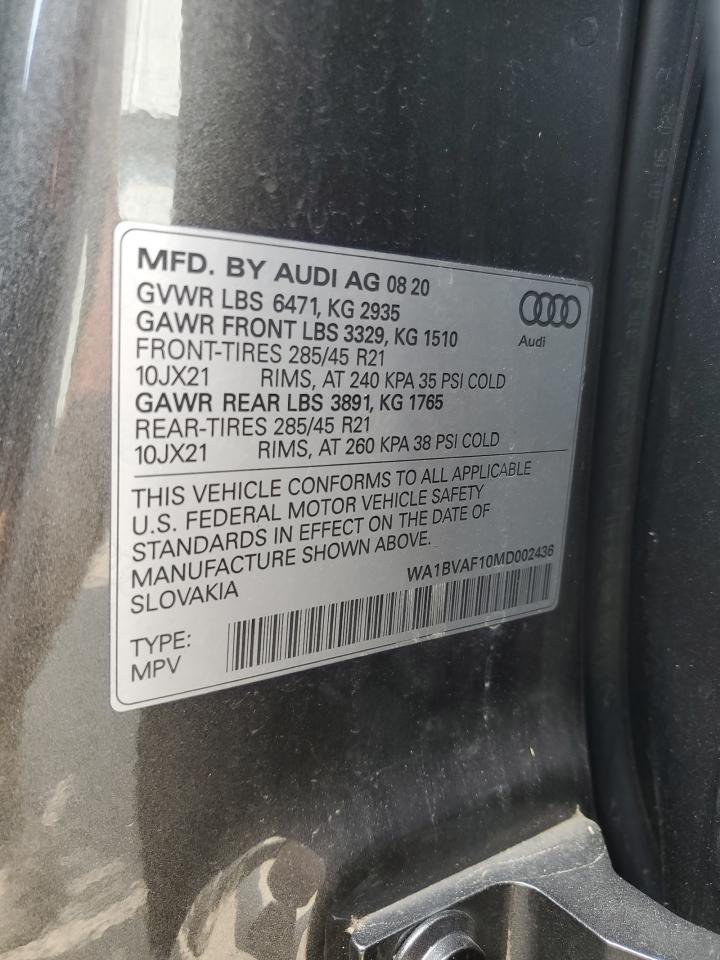 MFD. BY AUDI AG 08 20
GVWR LBS 6471, KG 2935
GAWR FRONT LBS 3329, KG 1510
FRONT-TIRES 285/45 R21
10JX21 RIMS, AT 240 KPA 35 PSI COLD
GAWR REAR LBS 3891, KG 1765
REAR-TIRES 285/45 R21
10JX21 RIMS, AT 260 KPA 38 PSI COLD
Audi
THIS VEHICLE CONFORMS TO ALL APPLICABLE
U.S. FEDERAL MOTOR VEHICLE SAFETY
STANDARDS IN EFFECT ON THE DATE OF
MANUFACTURE SHOWN ABOVE.
SLOVAKIA
WA1BVAF10MD002436
TYPE:
MPV